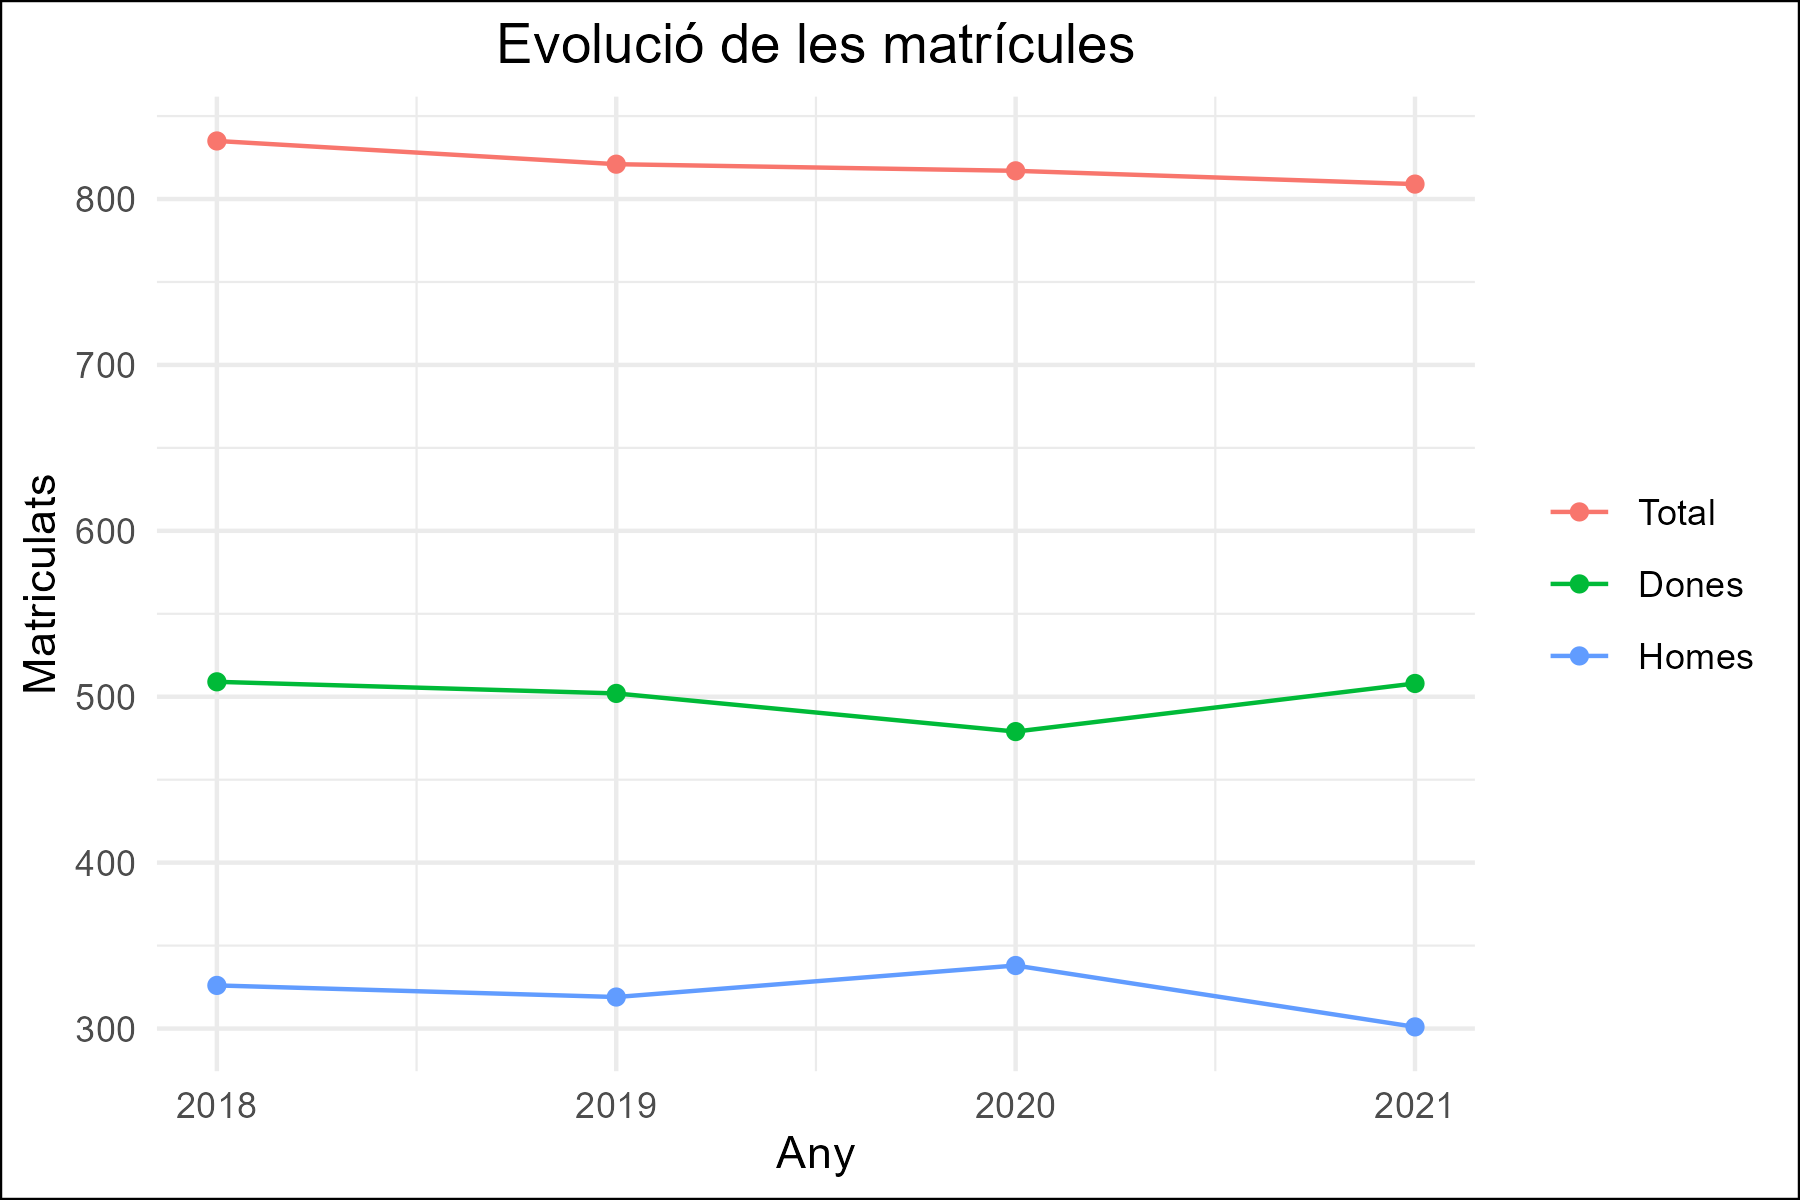 Evolució de les matrícules
Matriculats
800
700
600
500
400
300
2018
2019
2020
2021
Any
Total
Dones
Homes